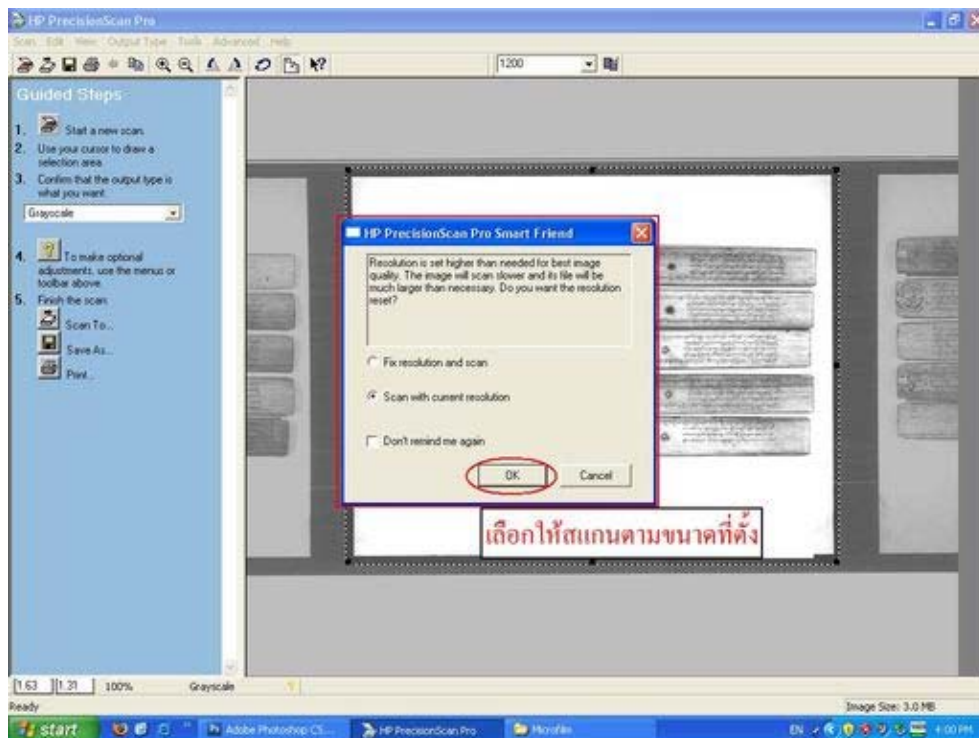 HP PrecisionScan Pro
Scan Edit View Output Type Tools Advanced Help
1200
Guided Steps
1. Start a new scan.
2. Use your cursor to draw a
selection area.
3. Confirm that the output type is
what you want.
Grayscale
4. To make optional
adjustments, use the menus or
toolbar above.
5. Finish the scan:
Scan To...
Save As...
Print...
HP PrecisionScan Pro Smart Friend
Resolution is set higher than needed for best image
quality. The image will scan slower and its file will be
much larger than necessary. Do you want the resolution
reset?
Fix resolution and scan
Scan with current resolution
Don't remind me again
OK Cancel
เลือกให้สแกนตามขนาดที่ตั้ง
1.63 1.31 100% Grayscale
Ready Image Size: 3.0 MB
start Adobe Photoshop CS... HP PrecisionScan Pro Microfilm EN 4:00 PM